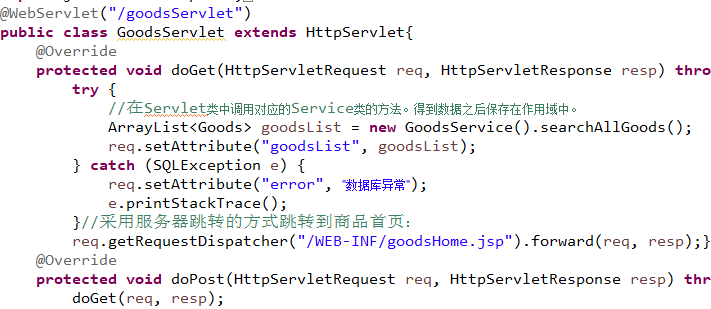 @WebServlet("/goodsServlet")
public class GoodsServlet extends HttpServlet{
@Override
protected void doGet(HttpServletRequest req, HttpServletResponse resp) thro
try {
//在Servlet类中调用对应的Service类的方法。得到数据之后保存在作用域中。
ArrayList<Goods> goodsList = new GoodsService().searchAllGoods();
req.setAttribute("goodsList", goodsList);
} catch (SQLException e) {
req.setAttribute("error", "数据库异常");
e.printStackTrace();
}//采用服务器跳转的方式跳转到商品首页:
req.getRequestDispatcher("/WEB-INF/goodsHome.jsp").forward(req, resp);}
@Override
protected void doPost(HttpServletRequest req, HttpServletResponse resp) thr
doGet(req, resp);